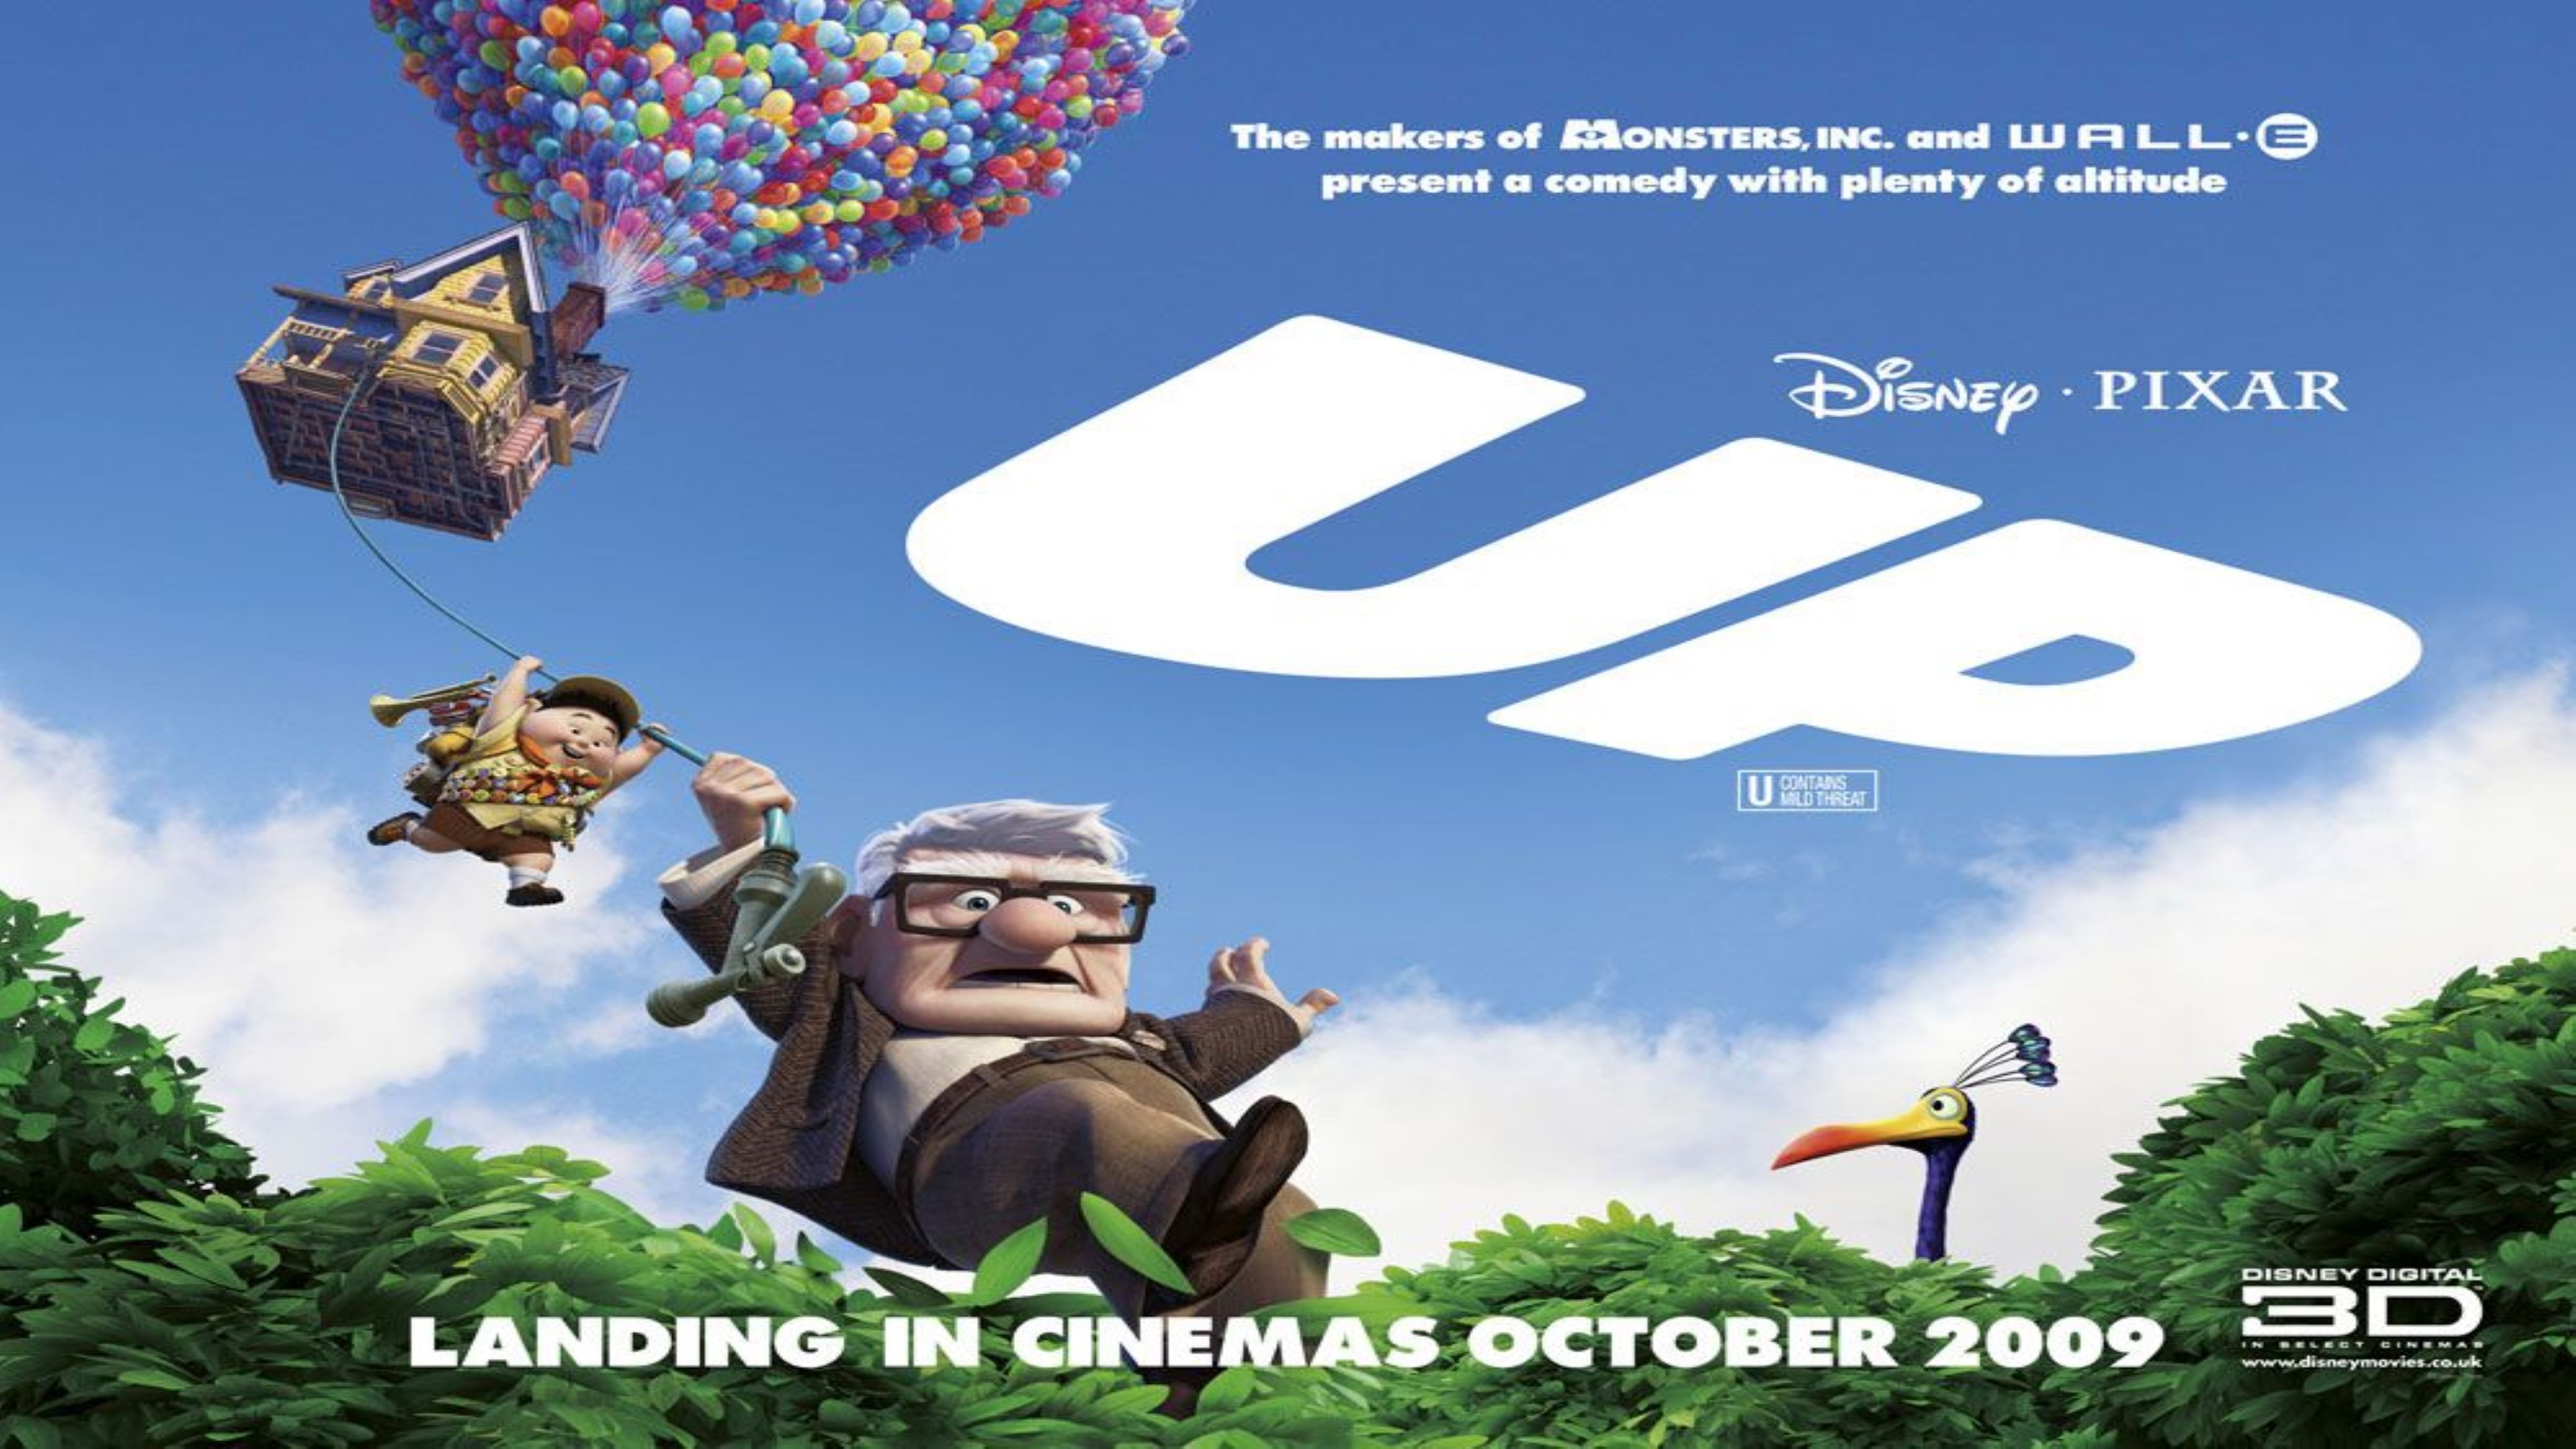 The makers of MONSTERS, INC. and WALL·E
present a comedy with plenty of altitude
DISNEY · PIXAR
UP
U CONTAINS
MILD THREAT
DISNEY DIGITAL
3D
IN SELECT CINEMAS
www.disneymovies.co.uk
LANDING IN CINEMAS OCTOBER 2009